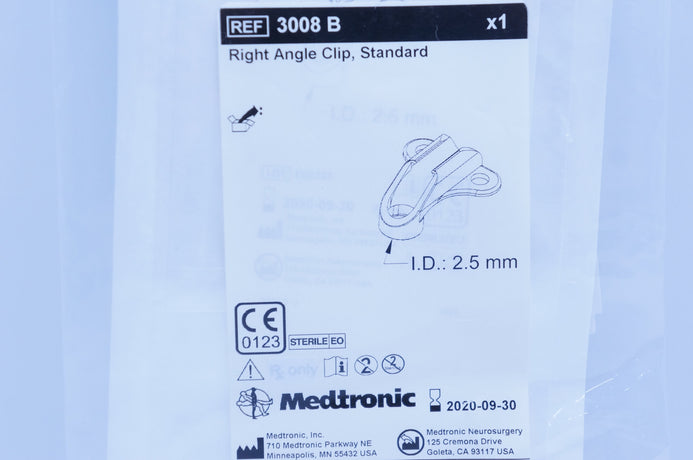 REF 3008 B x1
Right Angle Clip, Standard
I.D.: 2.5 mm
CE
0123
STERILE EO
Rx only
2
2
Medtronic
2020-09-30
Medtronic, Inc.
710 Medtronic Parkway NE
Minneapolis, MN 55432 USA
Medtronic Neurosurgery
125 Cremona Drive
Goleta, CA 93117 USA